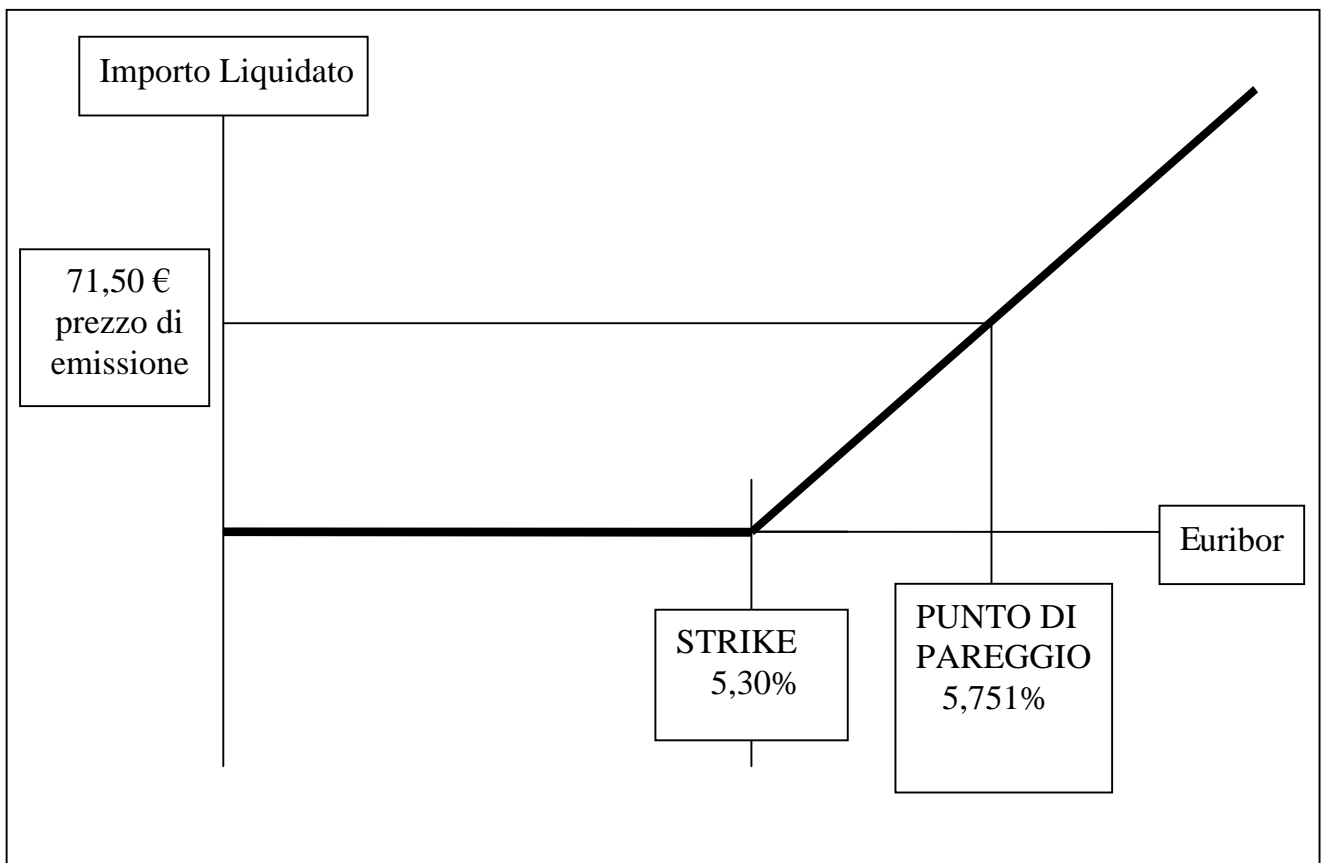 Importo Liquidato
71,50 €
prezzo di
emissione
Euribor
STRIKE
5,30%
PUNTO DI
PAREGGIO
5,751%